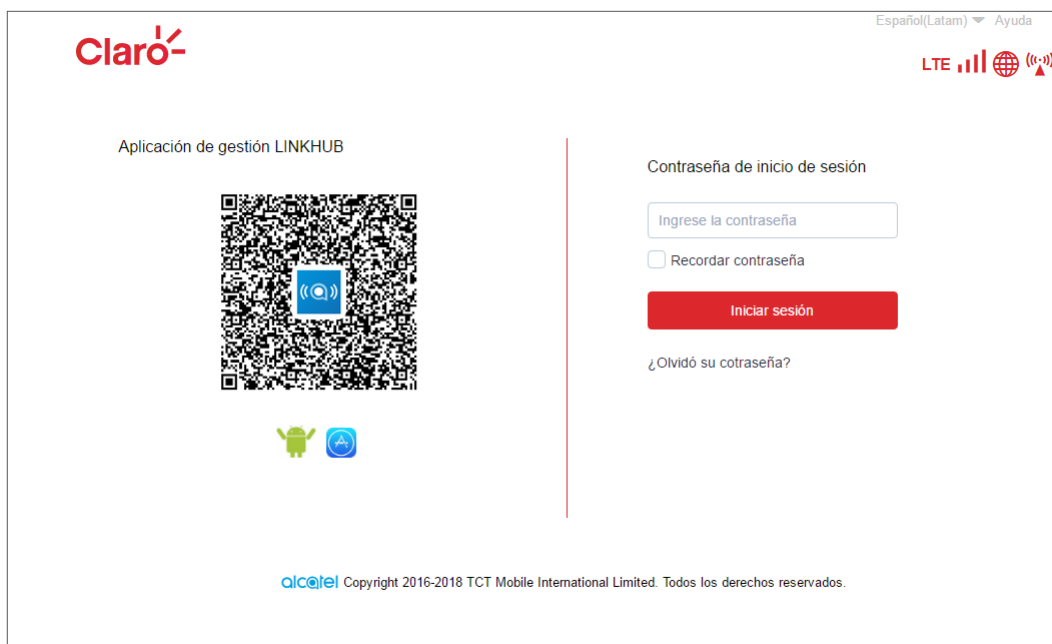 Español(Latam) Ayuda
Claro
LTE
Aplicación de gestión LINKHUB
Contraseña de inicio de sesión
Ingrese la contraseña
Recordar contraseña
Iniciar sesión
¿Olvidó su cotraseña?
alcatel Copyright 2016-2018 TCT Mobile International Limited. Todos los derechos reservados.